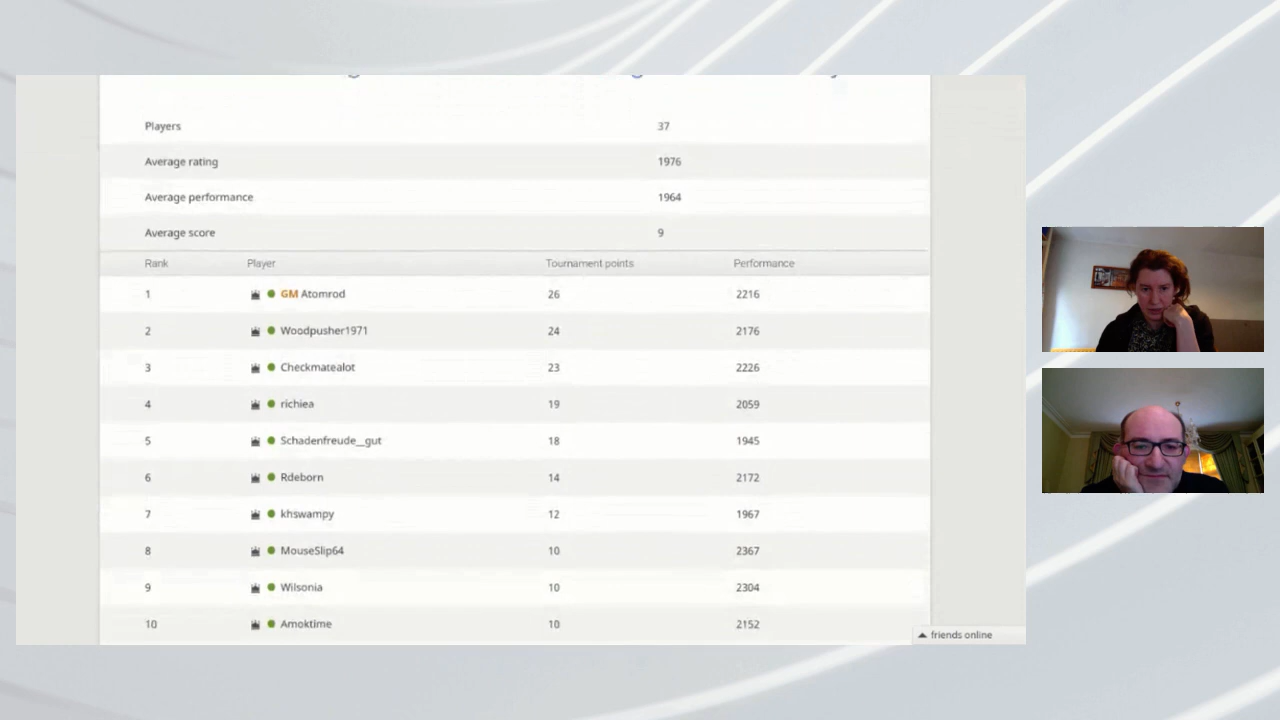 Players 37
Average rating 1976
Average performance 1964
Average score 9
Rank Player Tournament points Performance
1 GM Atomrod 26 2216
2 Woodpusher1971 24 2176
3 Checkmatealot 23 2226
4 richiea 19 2059
5 Schadenfreude__gut 18 1945
6 Rdeborn 14 2172
7 khswampy 12 1967
8 MouseSlip64 10 2367
9 Wilsonia 10 2304
10 Amoktime 10 2152
friends online